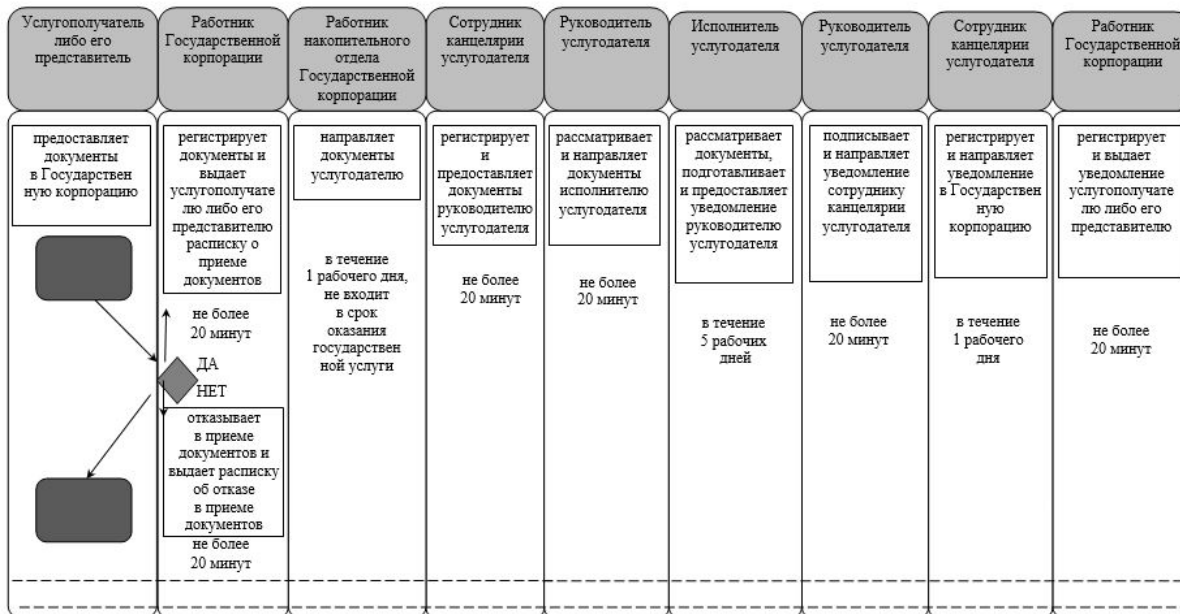 Услугополучатель
либо его
представитель
Работник
Государственной
корпорации
Работник
накопительного
отдела
Государственной
корпорации
Сотрудник
канцелярии
услугодателя
Руководитель
услугодателя
Исполнитель
услугодателя
Руководитель
услугодателя
Сотрудник
канцелярии
услугодателя
Работник
Государственной
корпорации
предоставляет
документы
в Государствен
ную корпорацию
регистрирует
документы и
выдает
услугополучате
лю либо его
представителю
расписку о
приеме
документов
не более
20 минут
ДА
НЕТ
отказывает
в приеме
документов и
выдает расписку
об отказе
в приеме
документов
не более
20 минут
направляет
документы
услугодателю
в течение
1 рабочего дня,
не входит
в срок
оказания
государствен
ной услуги
регистрирует
и
предоставляет
документы
руководителю
услугодателя
не более
20 минут
рассматривает
и направляет
документы
исполнителю
услугодателя
не более
20 минут
рассматривает
документы,
подготавливает
и предоставляет
уведомление
руководителю
услугодателя
в течение
5 рабочих
дней
подписывает
и направляет
уведомление
сотруднику
канцелярии
услугодателя
не более
20 минут
регистрирует
и направляет
уведомление
в Государствен
ную
корпорацию
в течение
1 рабочего
дня
регистрирует
и выдает
уведомление
услугополучате
лю либо его
представителю
не более
20 минут